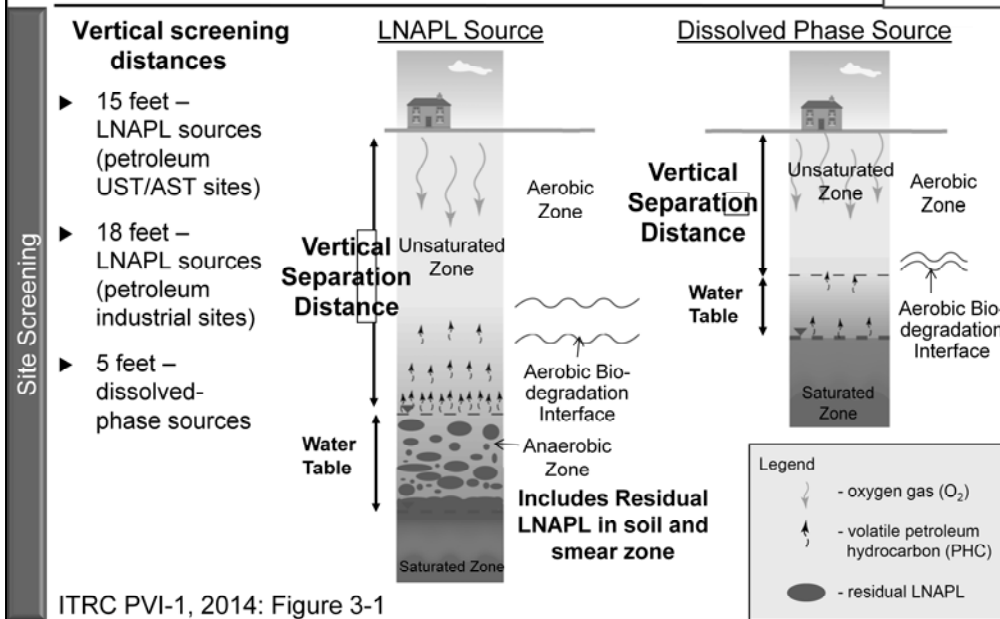 Site Screening
Vertical screening
distances
► 15 feet –
LNAPL sources
(petroleum
UST/AST sites)
► 18 feet –
LNAPL sources
(petroleum
industrial sites)
► 5 feet –
dissolved-
phase sources
LNAPL Source
Vertical
Separation
Distance
Unsaturated
Zone
Aerobic
Zone
Aerobic Bio-
degradation
Interface
Water
Table
Anaerobic
Zone
Includes Residual
LNAPL in soil and
smear zone
Saturated Zone
Dissolved Phase Source
Vertical
Separation
Distance
Unsaturated
Zone
Aerobic
Zone
Water
Table
Aerobic Bio-
degradation
Interface
Saturated
Zone
Legend
- oxygen gas (O₂)
- volatile petroleum
hydrocarbon (PHC)
- residual LNAPL
ITRC PVI-1, 2014: Figure 3-1